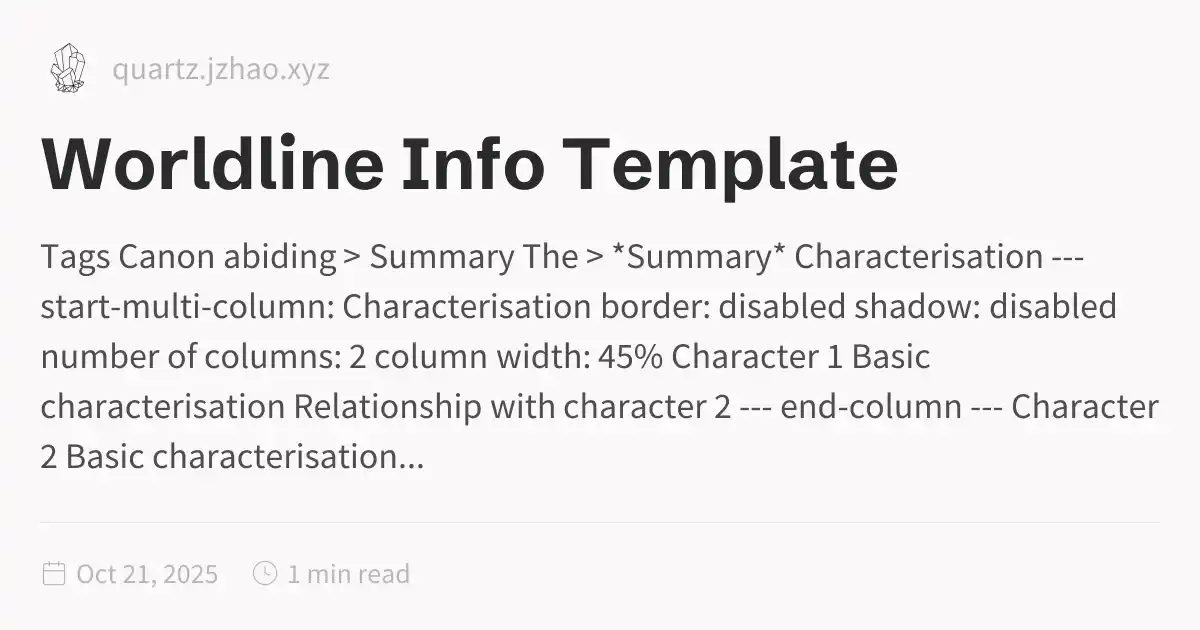 quartz.jzhao.xyz
Worldline Info Template
Tags Canon abiding > Summary The > *Summary* Characterisation ---
start-multi-column: Characterisation border: disabled shadow: disabled
number of columns: 2 column width: 45% Character 1 Basic
characterisation Relationship with character 2 --- end-column --- Character
2 Basic characterisation...
Oct 21, 2025 1 min read